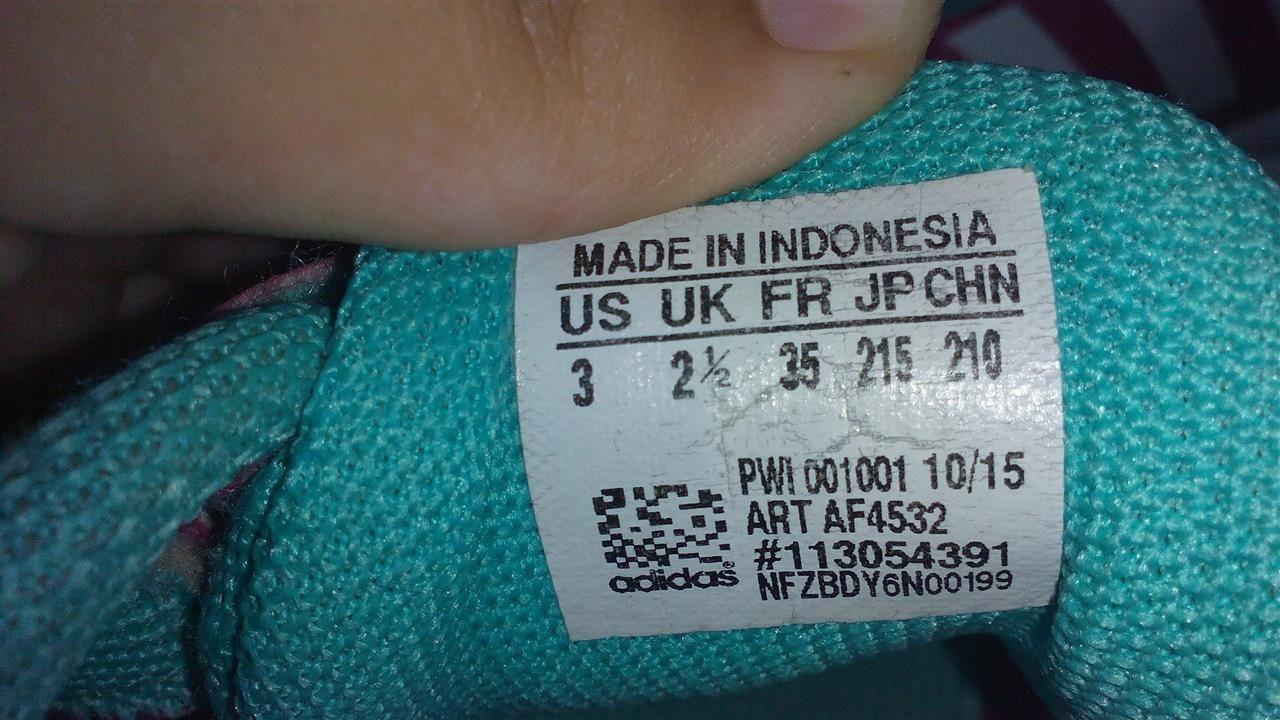 MADE IN INDONESIA
US UK FR JP CHN
3 2½ 35 215 210
PWI 001001 10/15
ART AF4532
#113054391
adidas®
NFZBDY6N00199